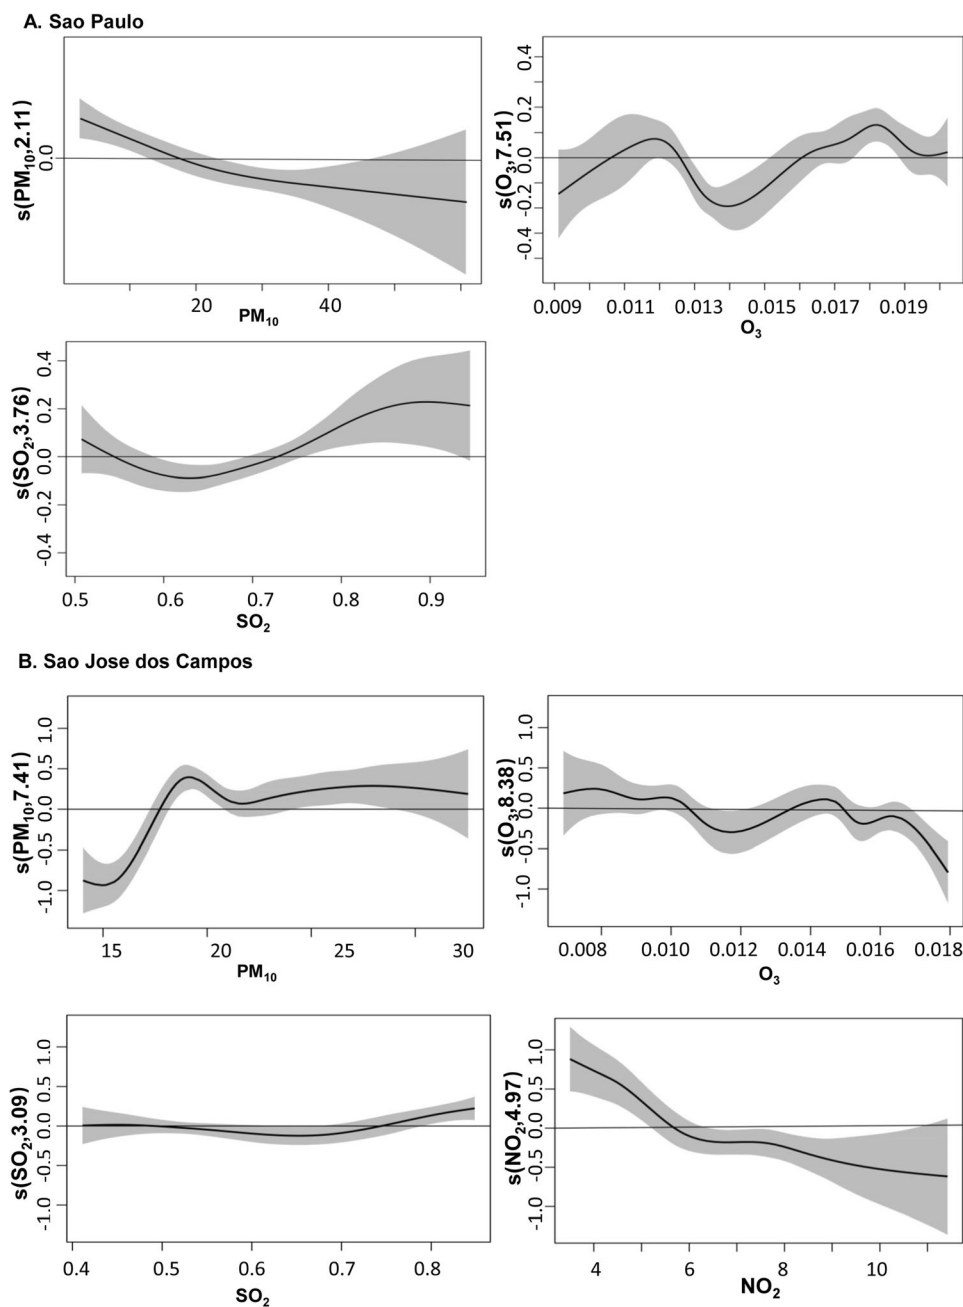 A. Sao Paulo
s(PM10,2.11)
0.0
20 40
PM10
s(O3,7.51)
0.4
0.2
0.0
-0.2
-0.4
0.009 0.011 0.013 0.015 0.017 0.019
O3
s(SO2,3.76)
0.4
0.2
0.0
-0.2
-0.4
0.5 0.6 0.7 0.8 0.9
SO2
B. Sao Jose dos Campos
s(PM10,7.41)
1.0
0.5
0.0
-0.5
-1.0
15 20 25 30
PM10
s(O3,8.38)
1.0
0.5
0.0
-0.5
-1.0
0.008 0.010 0.012 0.014 0.016 0.018
O3
s(SO2,3.09)
1.0
0.5
0.0
-0.5
-1.0
0.4 0.5 0.6 0.7 0.8
SO2
s(NO2,4.97)
1.0
0.5
0.0
-0.5
-1.0
4 6 8 10
NO2